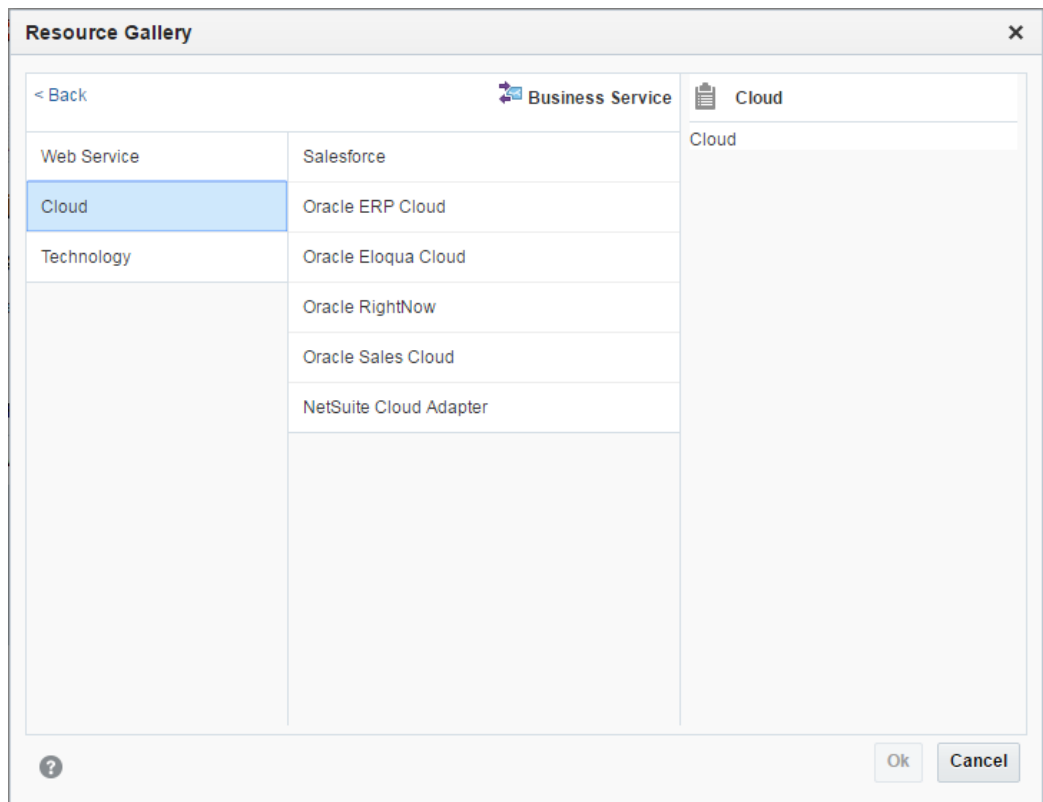 Resource Gallery
< Back
Business Service
Cloud
Cloud
Web Service
Cloud
Technology
Salesforce
Oracle ERP Cloud
Oracle Eloqua Cloud
Oracle RightNow
Oracle Sales Cloud
NetSuite Cloud Adapter
Ok
Cancel